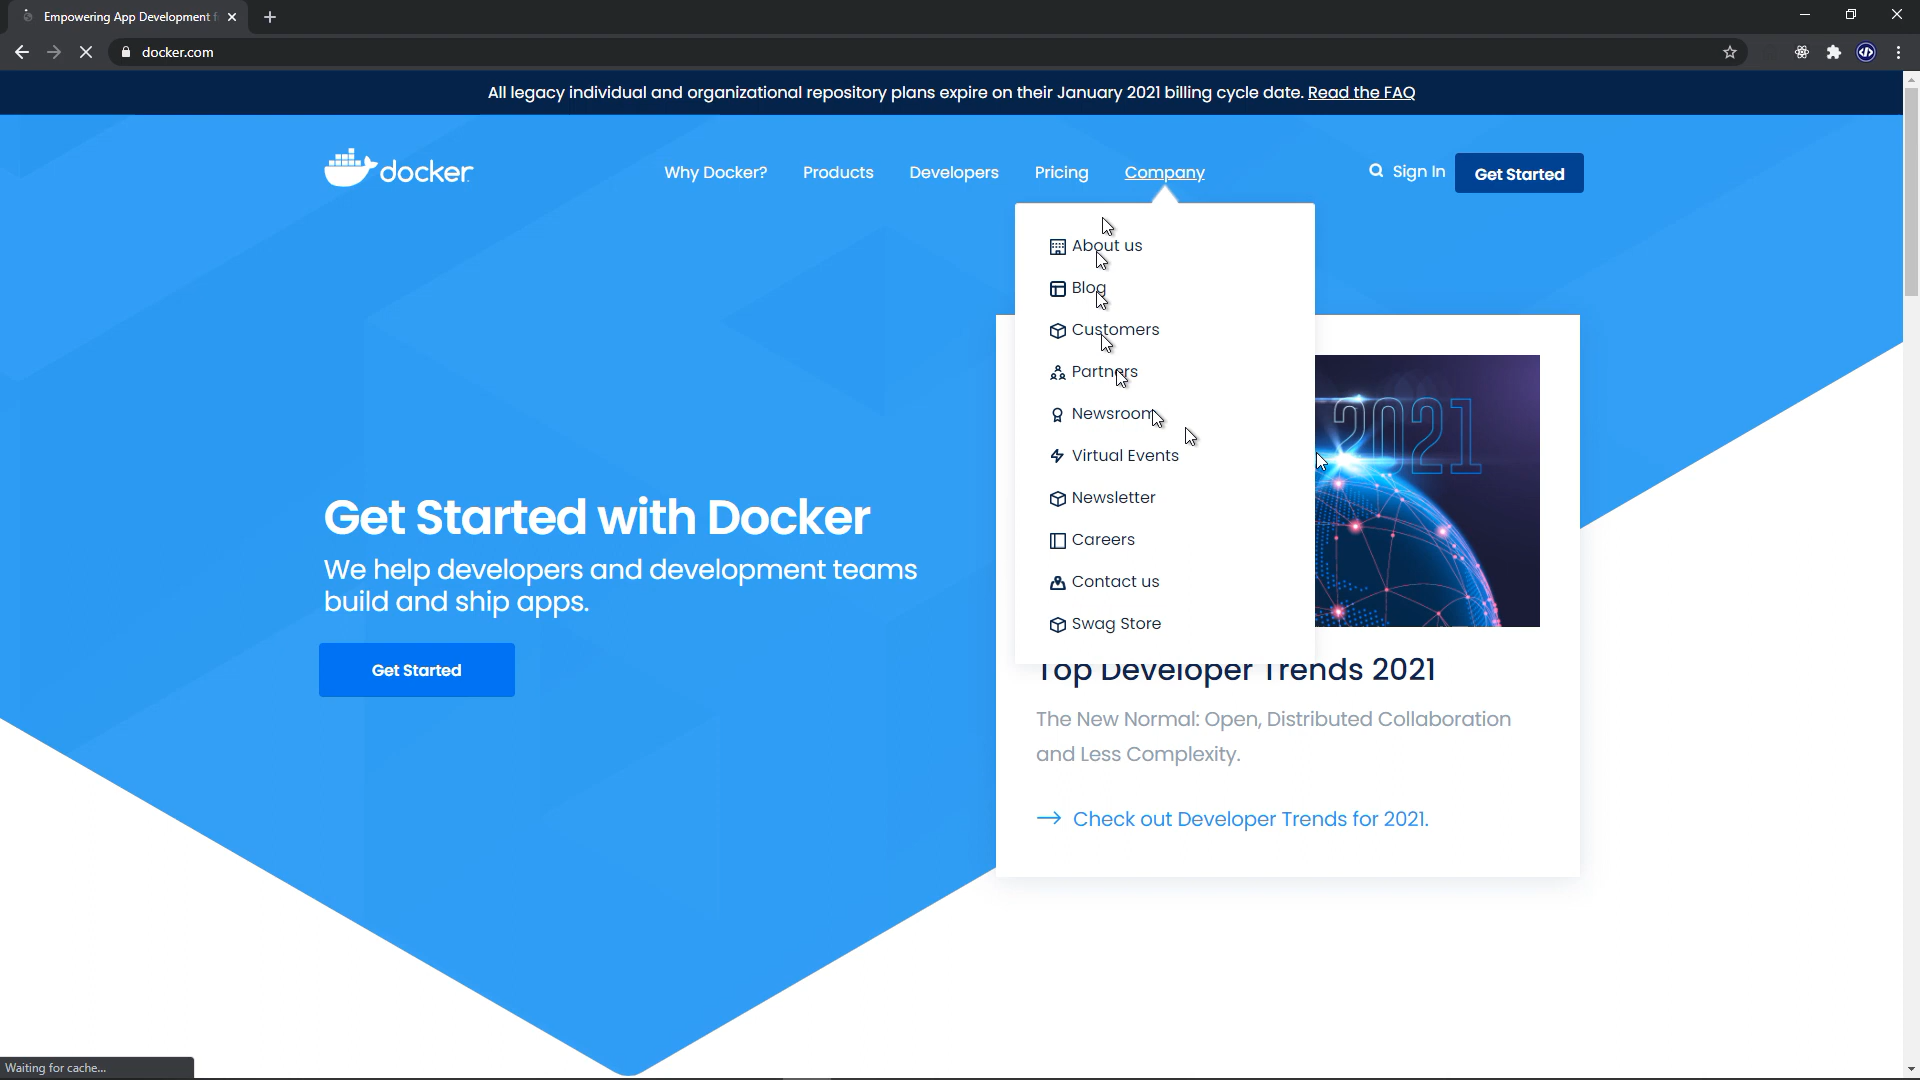 Empowering App Development f
docker.com
All legacy individual and organizational repository plans expire on their January 2021 billing cycle date. Read the FAQ
docker
Why Docker? Products Developers Pricing Company
Sign In Get Started
About us
Blog
Customers
Partners
Newsroom
Virtual Events
Newsletter
Careers
Contact us
Swag Store
2021
Get Started with Docker
We help developers and development teams
build and ship apps.
Get Started
Top Developer Trends 2021
The New Normal: Open, Distributed Collaboration
and Less Complexity.
→ Check out Developer Trends for 2021.
Waiting for cache...